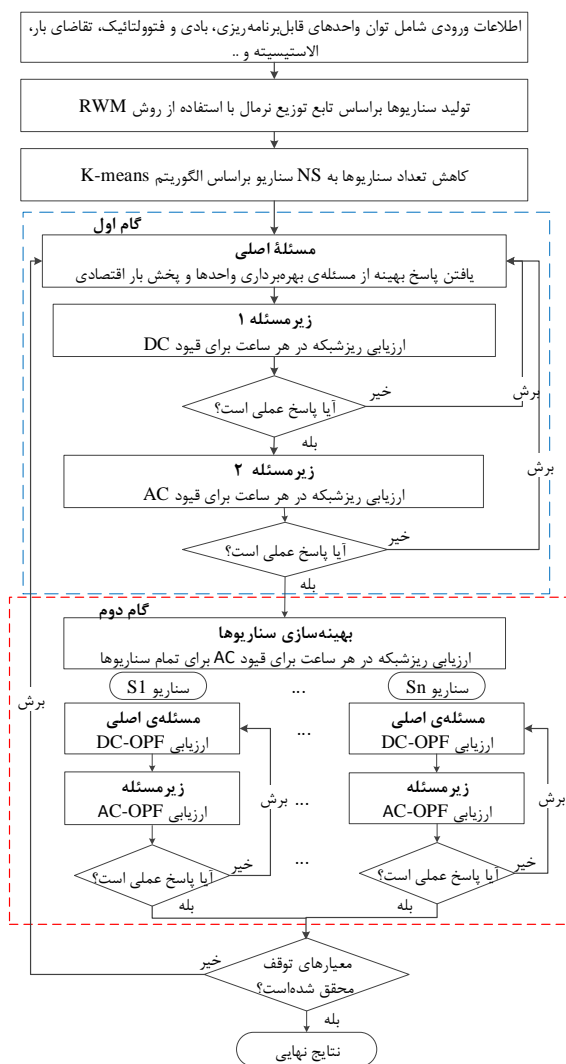 اطلاعات ورودی شامل توان واحدهای قابل‌برنامه‌ریزی، بادی و فتوولتائیک، تقاضای بار،
الاستیسیته و ..
تولید سناریوها براساس تابع توزیع نرمال با استفاده از روش RWM
کاهش تعداد سناریوها به NS سناریو براساس الگوریتم K-means
گام اول
مسئلۀ اصلی
یافتن پاسخ بهینه از مسئله‌ی بهره‌برداری واحدها و پخش بار اقتصادی
زیرمسئله ۱
ارزیابی ریزشبکه در هر ساعت برای قیود DC
آیا پاسخ عملی است؟
خیر
برش
بله
زیرمسئله ۲
ارزیابی ریزشبکه در هر ساعت برای قیود AC
برش
آیا پاسخ عملی است؟
خیر
بله
گام دوم
بهینه‌سازی سناریوها
ارزیابی ریزشبکه در هر ساعت برای قیود AC برای تمام سناریوها
سناریو S1
...
سناریو Sn
برش
مسئله‌ی اصلی
ارزیابی DC-OPF
...
مسئله‌ی اصلی
ارزیابی DC-OPF
زیرمسئله
ارزیابی AC-OPF
برش
...
زیرمسئله
ارزیابی AC-OPF
برش
آیا پاسخ عملی است؟
خیر
...
آیا پاسخ عملی است؟
خیر
بله
بله
معیارهای توقف
محقق شده‌است؟
خیر
بله
نتایج نهایی